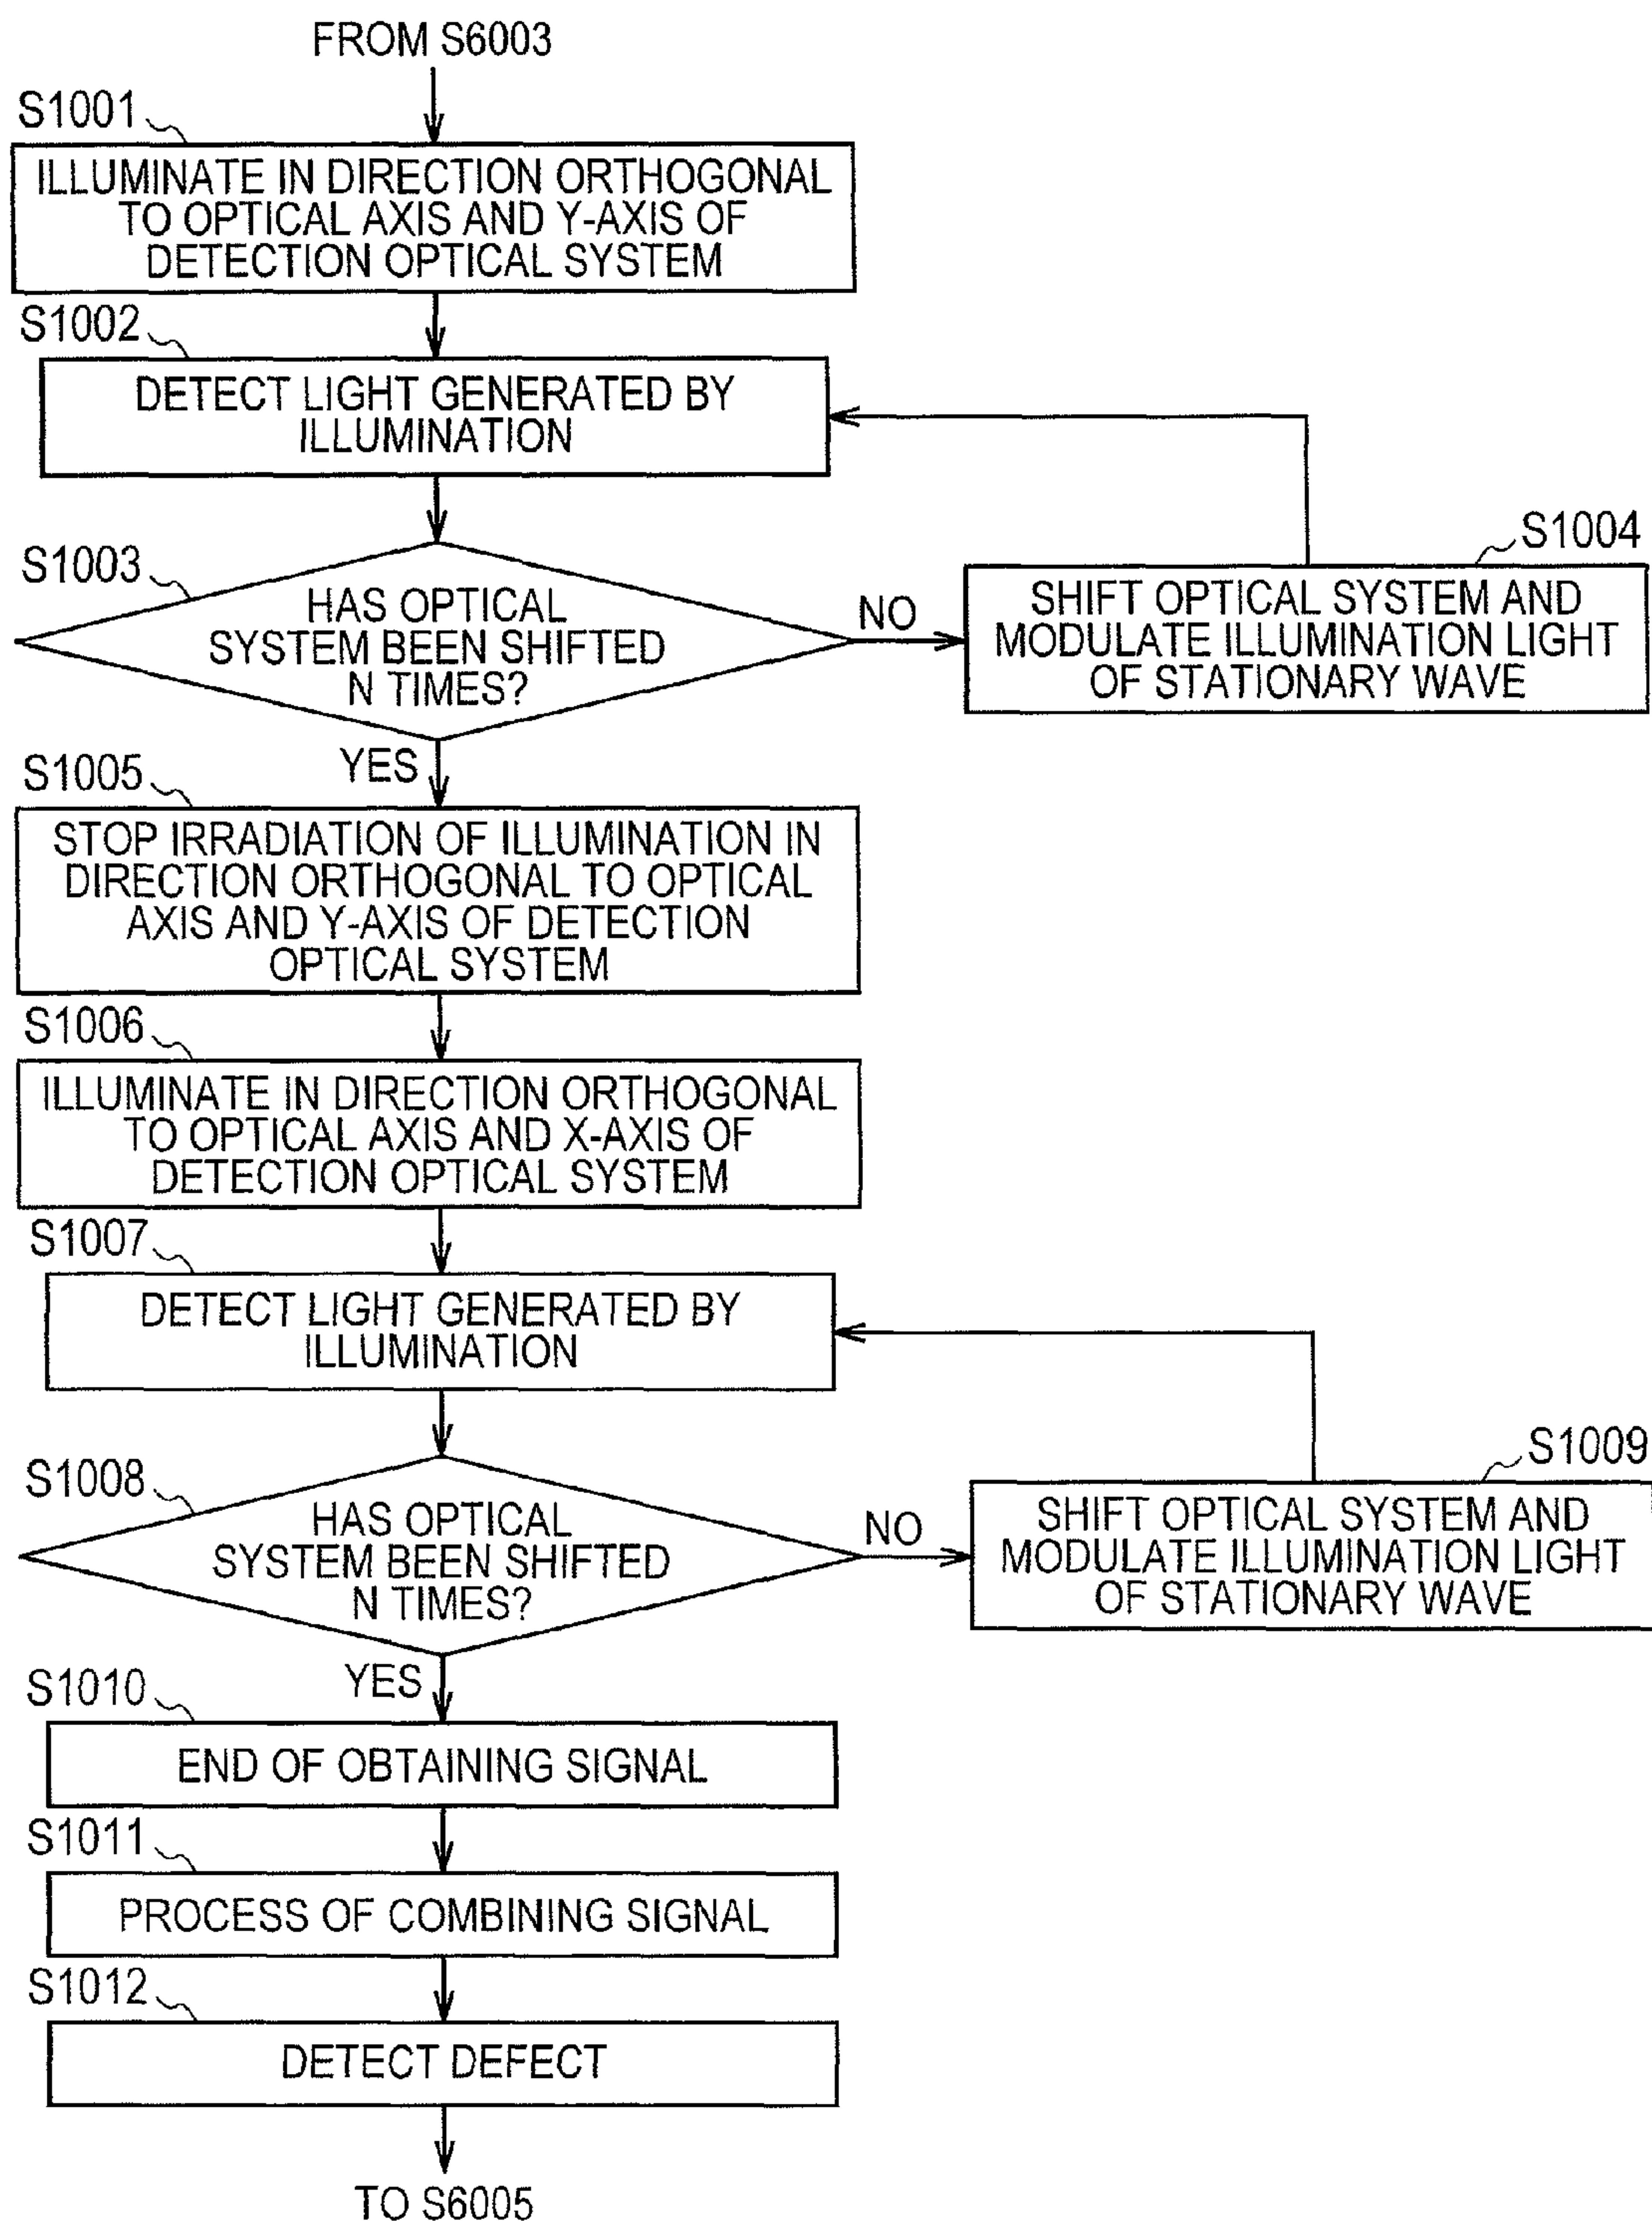 FROM S6003
S1001
ILLUMINATE IN DIRECTION ORTHOGONAL
TO OPTICAL AXIS AND Y-AXIS OF
DETECTION OPTICAL SYSTEM
S1002
DETECT LIGHT GENERATED BY
ILLUMINATION
S1003
HAS OPTICAL
SYSTEM BEEN SHIFTED
N TIMES?
NO
S1004
SHIFT OPTICAL SYSTEM AND
MODULATE ILLUMINATION LIGHT
OF STATIONARY WAVE
YES
S1005
STOP IRRADIATION OF ILLUMINATION IN
DIRECTION ORTHOGONAL TO OPTICAL
AXIS AND Y-AXIS OF DETECTION
OPTICAL SYSTEM
S1006
ILLUMINATE IN DIRECTION ORTHOGONAL
TO OPTICAL AXIS AND X-AXIS OF
DETECTION OPTICAL SYSTEM
S1007
DETECT LIGHT GENERATED BY
ILLUMINATION
S1008
HAS OPTICAL
SYSTEM BEEN SHIFTED
N TIMES?
NO
S1009
SHIFT OPTICAL SYSTEM AND
MODULATE ILLUMINATION LIGHT
OF STATIONARY WAVE
YES
S1010
END OF OBTAINING SIGNAL
S1011
PROCESS OF COMBINING SIGNAL
S1012
DETECT DEFECT
TO S6005